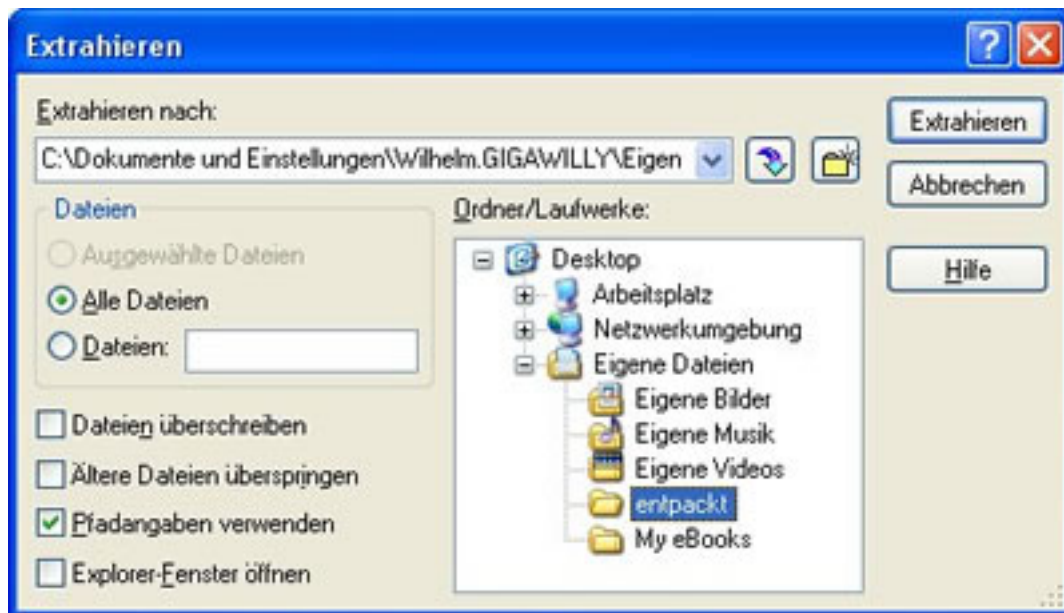 Extrahieren
Extrahieren nach:
C:\Dokumente und Einstellungen\Wilhelm.GIGAWILLY\Eigen
Extrahieren
Abbrechen
Hilfe
Dateien
Ausgewählte Dateien
Alle Dateien
Dateien:
Dateien überschreiben
Ältere Dateien überspringen
Pfadangaben verwenden
Explorer-Fenster öffnen
Ordner/Laufwerke:
Desktop
Arbeitsplatz
Netzwerkumgebung
Eigene Dateien
Eigene Bilder
Eigene Musik
Eigene Videos
entpackt
My eBooks